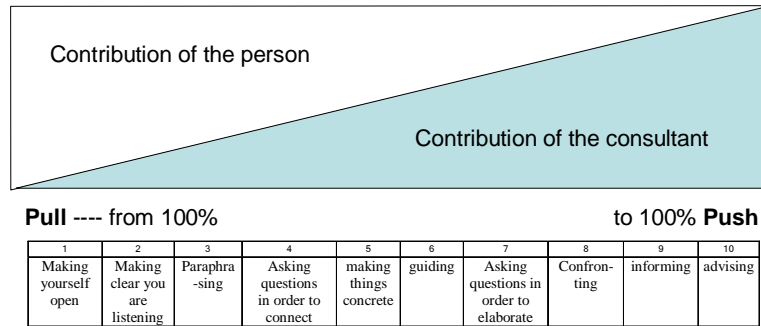 Contribution of the person
Contribution of the consultant
Pull ---- from 100%
to 100% Push
1
Making
yourself
open
2
Making
clear you
are
listening
3
Paraphra
-sing
4
Asking
questions
in order to
connect
5
making
things
concrete
6
guiding
7
Asking
questions in
order to
elaborate
8
Confron-
ting
9
informing
10
advising